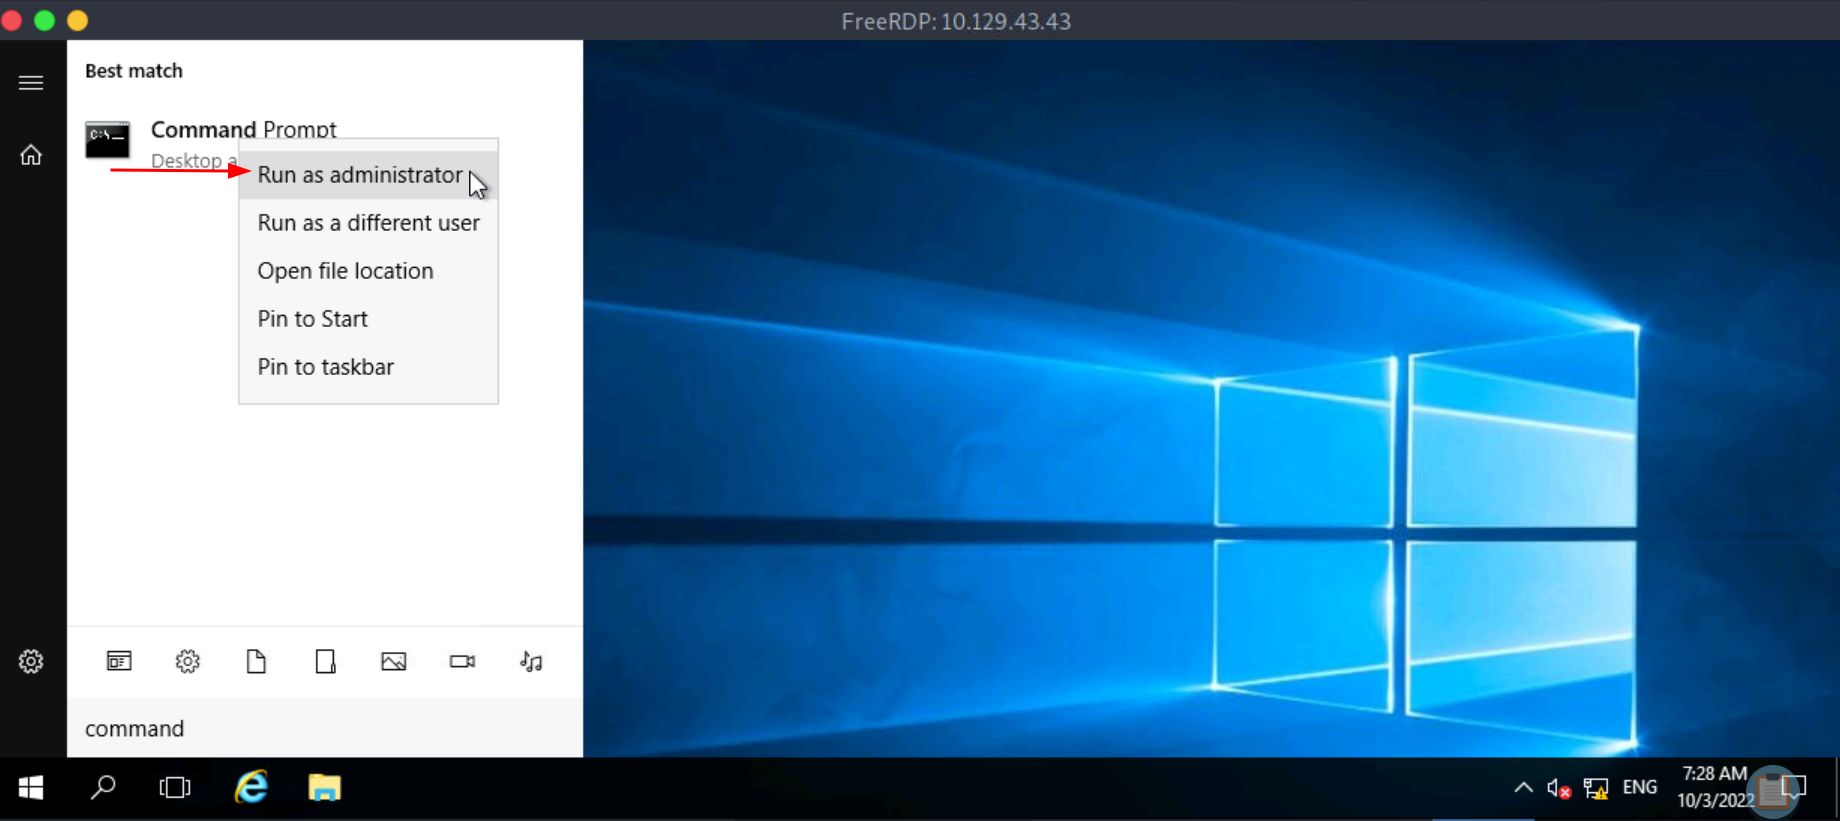 FreeRDP: 10.129.43.43
Best match
C:\_
Command Prompt
Desktop a
Run as administrator
Run as a different user
Open file location
Pin to Start
Pin to taskbar
command
ENG
7:28 AM
10/3/2022